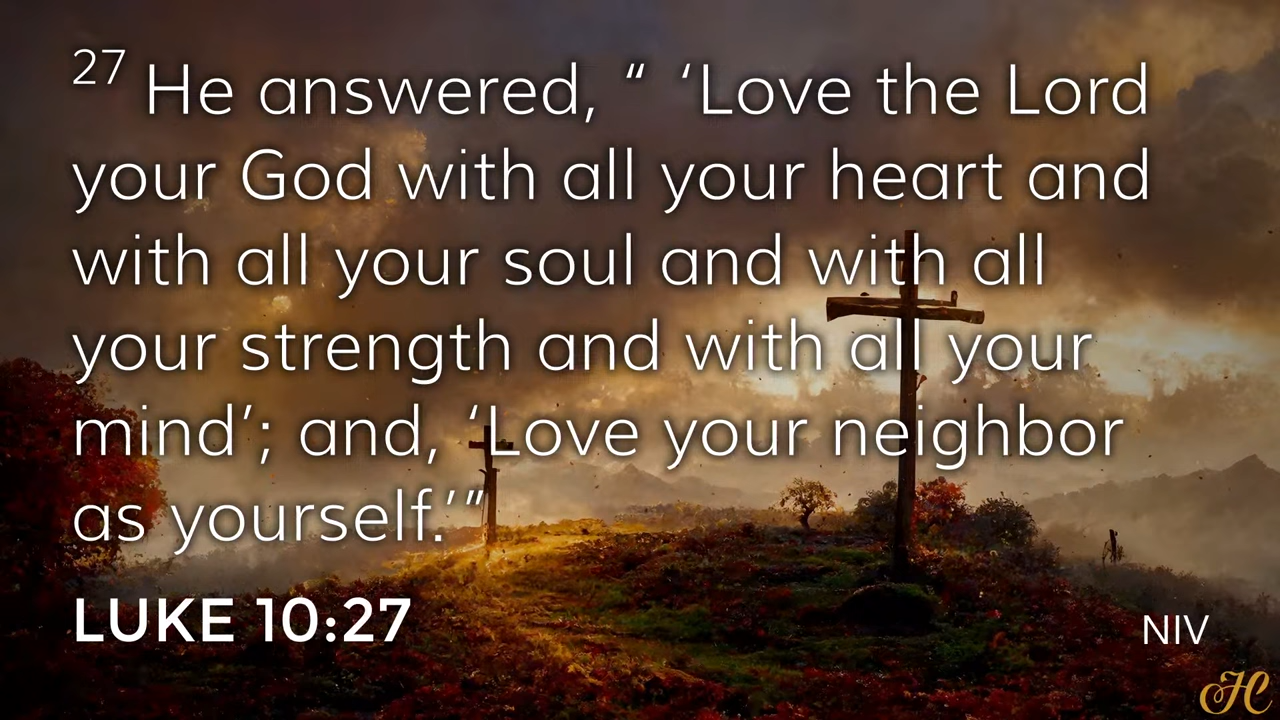 27 He answered, “ ‘Love the Lord
your God with all your heart and
with all your soul and with all
your strength and with all your
mind’; and, ‘Love your neighbor
as yourself.’”
LUKE 10:27
NIV
HC